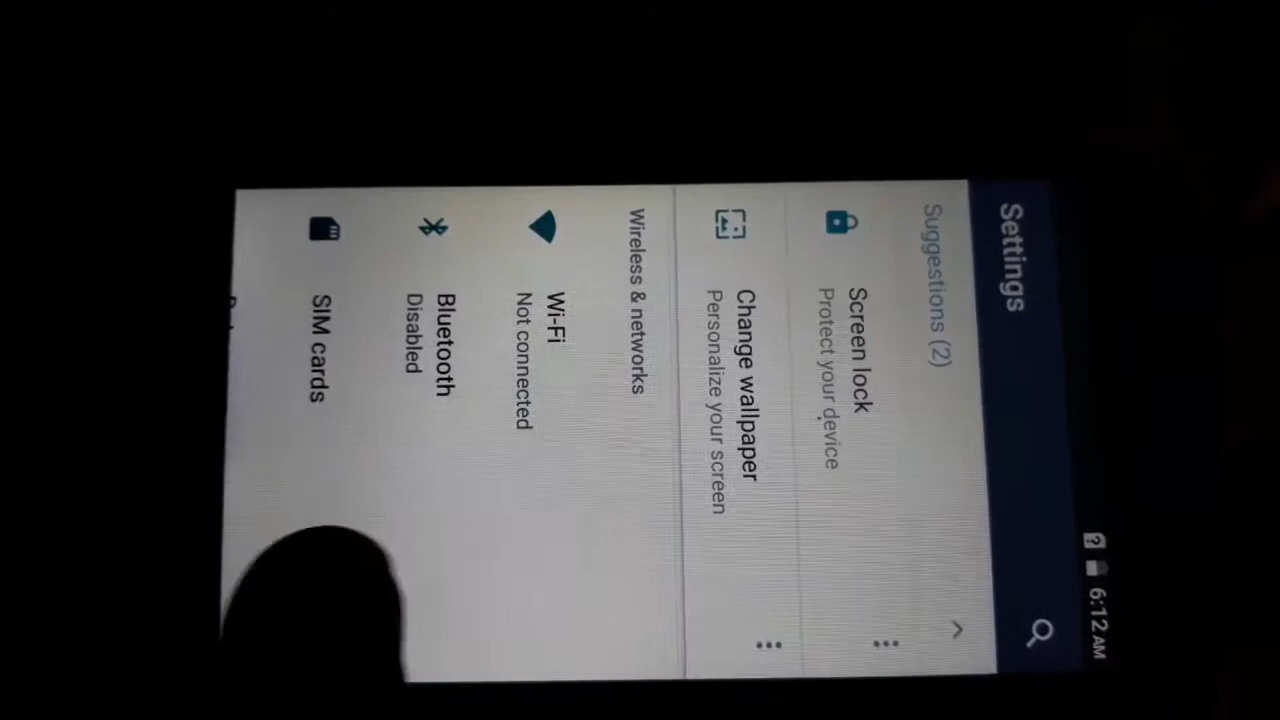 6:12 AM
Settings
Suggestions (2)
Screen lock
Protect your device
Change wallpaper
Personalize your screen
Wireless & networks
Wi-Fi
Not connected
Bluetooth
Disabled
SIM cards